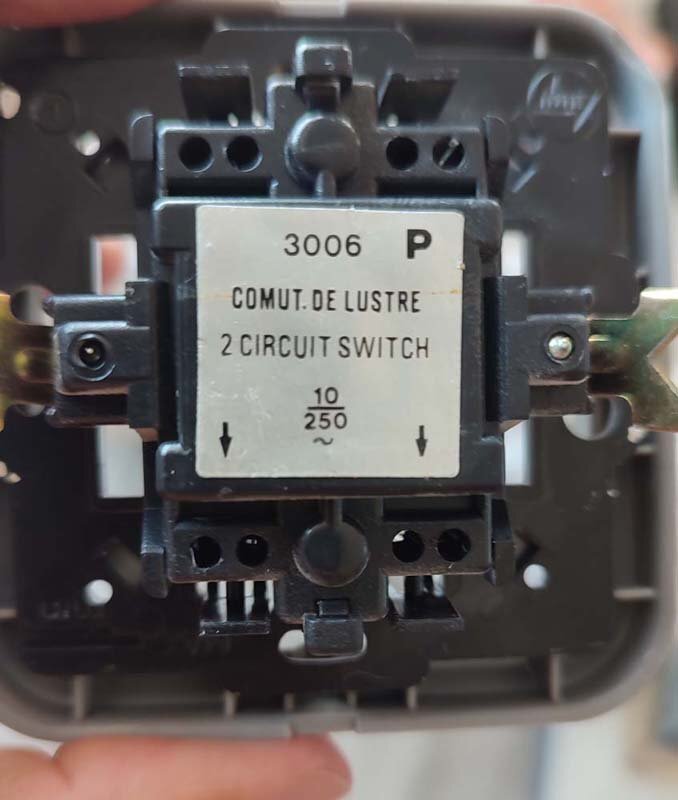 3006 P
COMUT. DE LUSTRE
2 CIRCUIT SWITCH
10
250
~